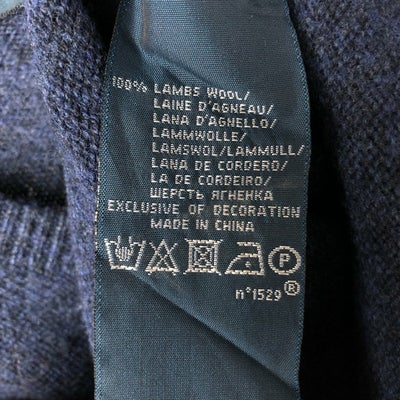 100% LAMBS WOOL/
LAINE D'AGNEAU/
LANA D'AGNELLO/
LAMMWOLLE/
LAMSWOL/LAMMULL/
LANA DE CORDERO/
LA DE CORDEIRO/
ШЕРСТЬ ЯГНЕНКА
EXCLUSIVE OF DECORATION
MADE IN CHINA
P
n°1529 ®